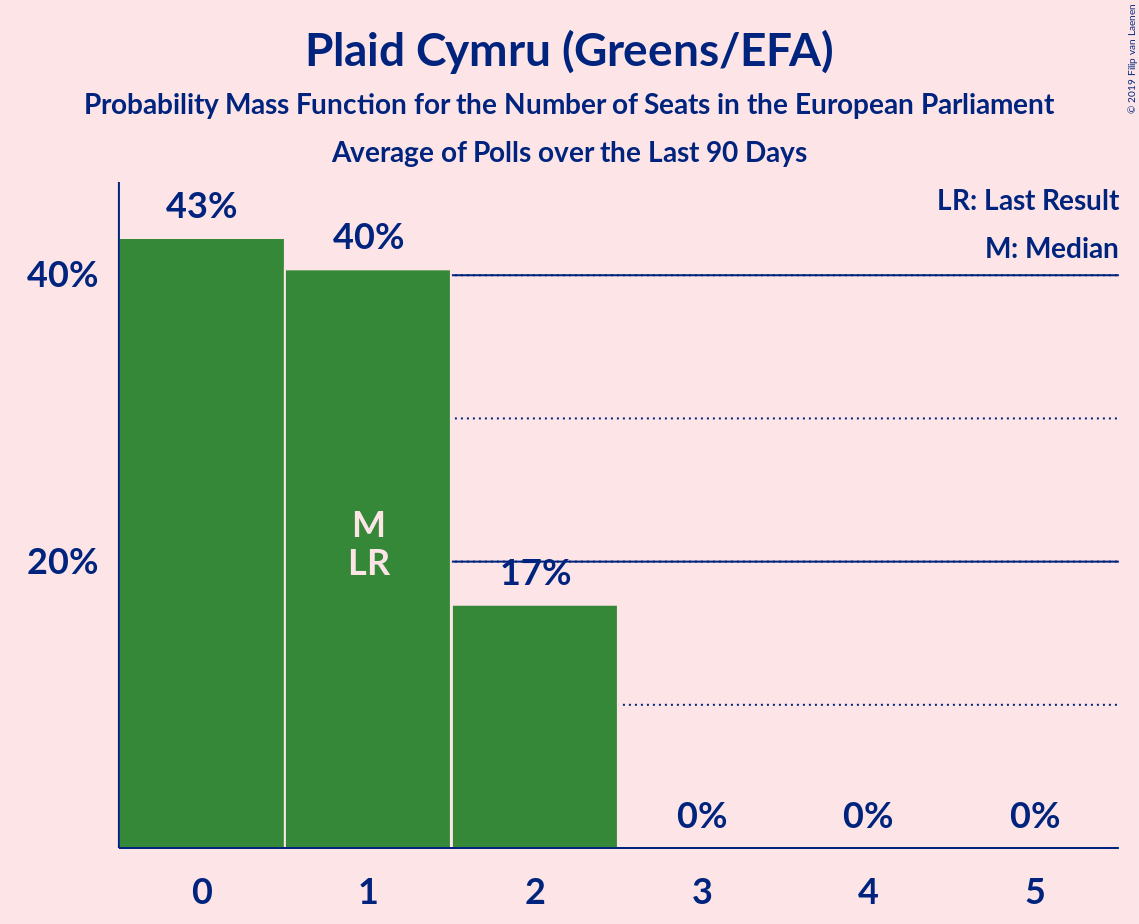 Plaid Cymru (Greens/EFA)
Probability Mass Function for the Number of Seats in the European Parliament
Average of Polls over the Last 90 Days
© 2019 Filip van Laenen
LR: Last Result
M: Median
43%
40%
40%
M
LR
20%
17%
0%
0%
0%
0
1
2
3
4
5